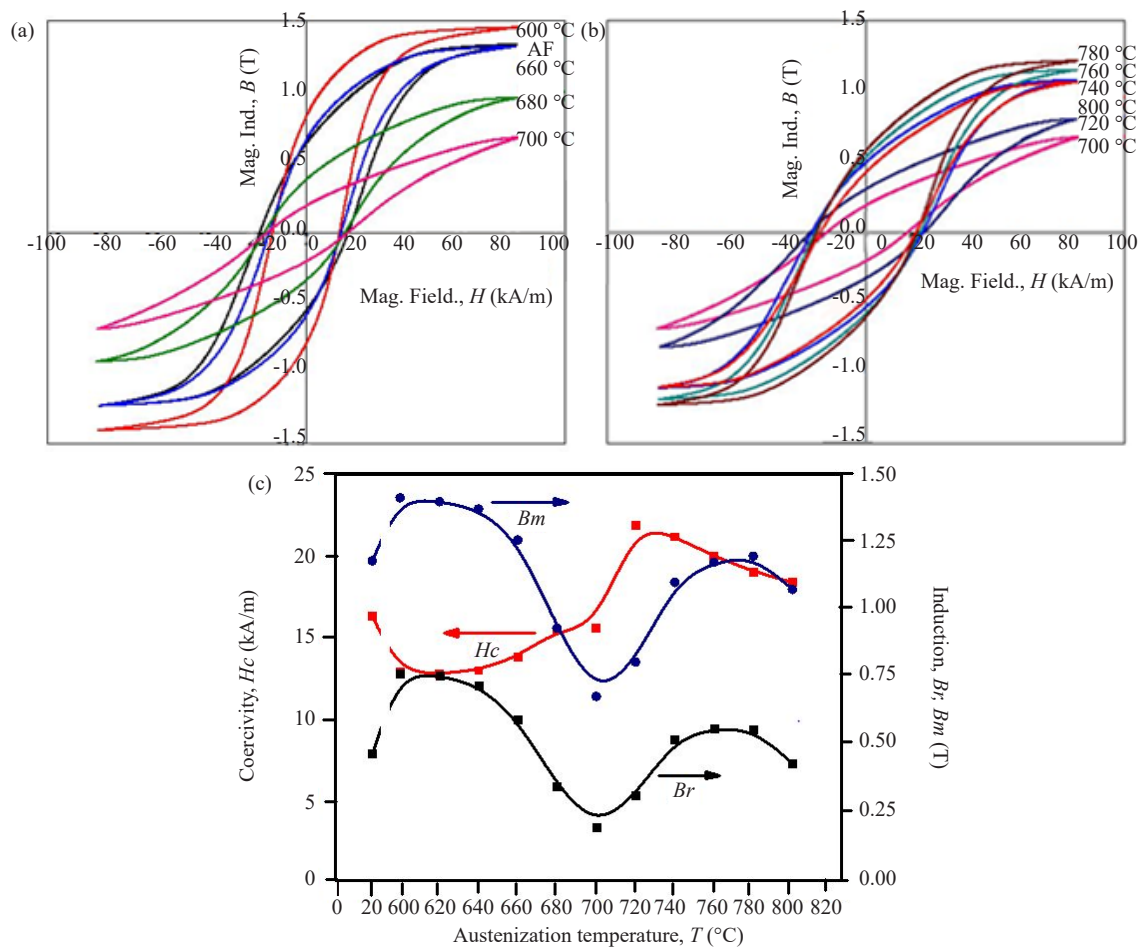 (a)
1.5
600 °C
AF
660 °C
680 °C
700 °C
Mag. Ind., B (T)
1.0
0.5
0.0
-100 -80 -60 -40 -20 0 20 40 60 80 100
-0.5
Mag. Field., H (kA/m)
-1.0
-1.5
(b)
1.5
780 °C
760 °C
740 °C
800 °C
720 °C
700 °C
Mag. Ind., B (T)
1.0
0.5
0.0
-100 -80 -60 -40 -20 0 20 40 60 80 100
-0.5
Mag. Field., H (kA/m)
-1.0
-1.5
(c)
25
20
15
10
5
0
Coercivity, Hc (kA/m)
Bm
Hc
Br
1.50
1.25
1.00
0.75
0.50
0.25
0.00
Induction, Br, Bm (T)
0 20 600 620 640 660 680 700 720 740 760 780 800 820
Austenization temperature, T (°C)